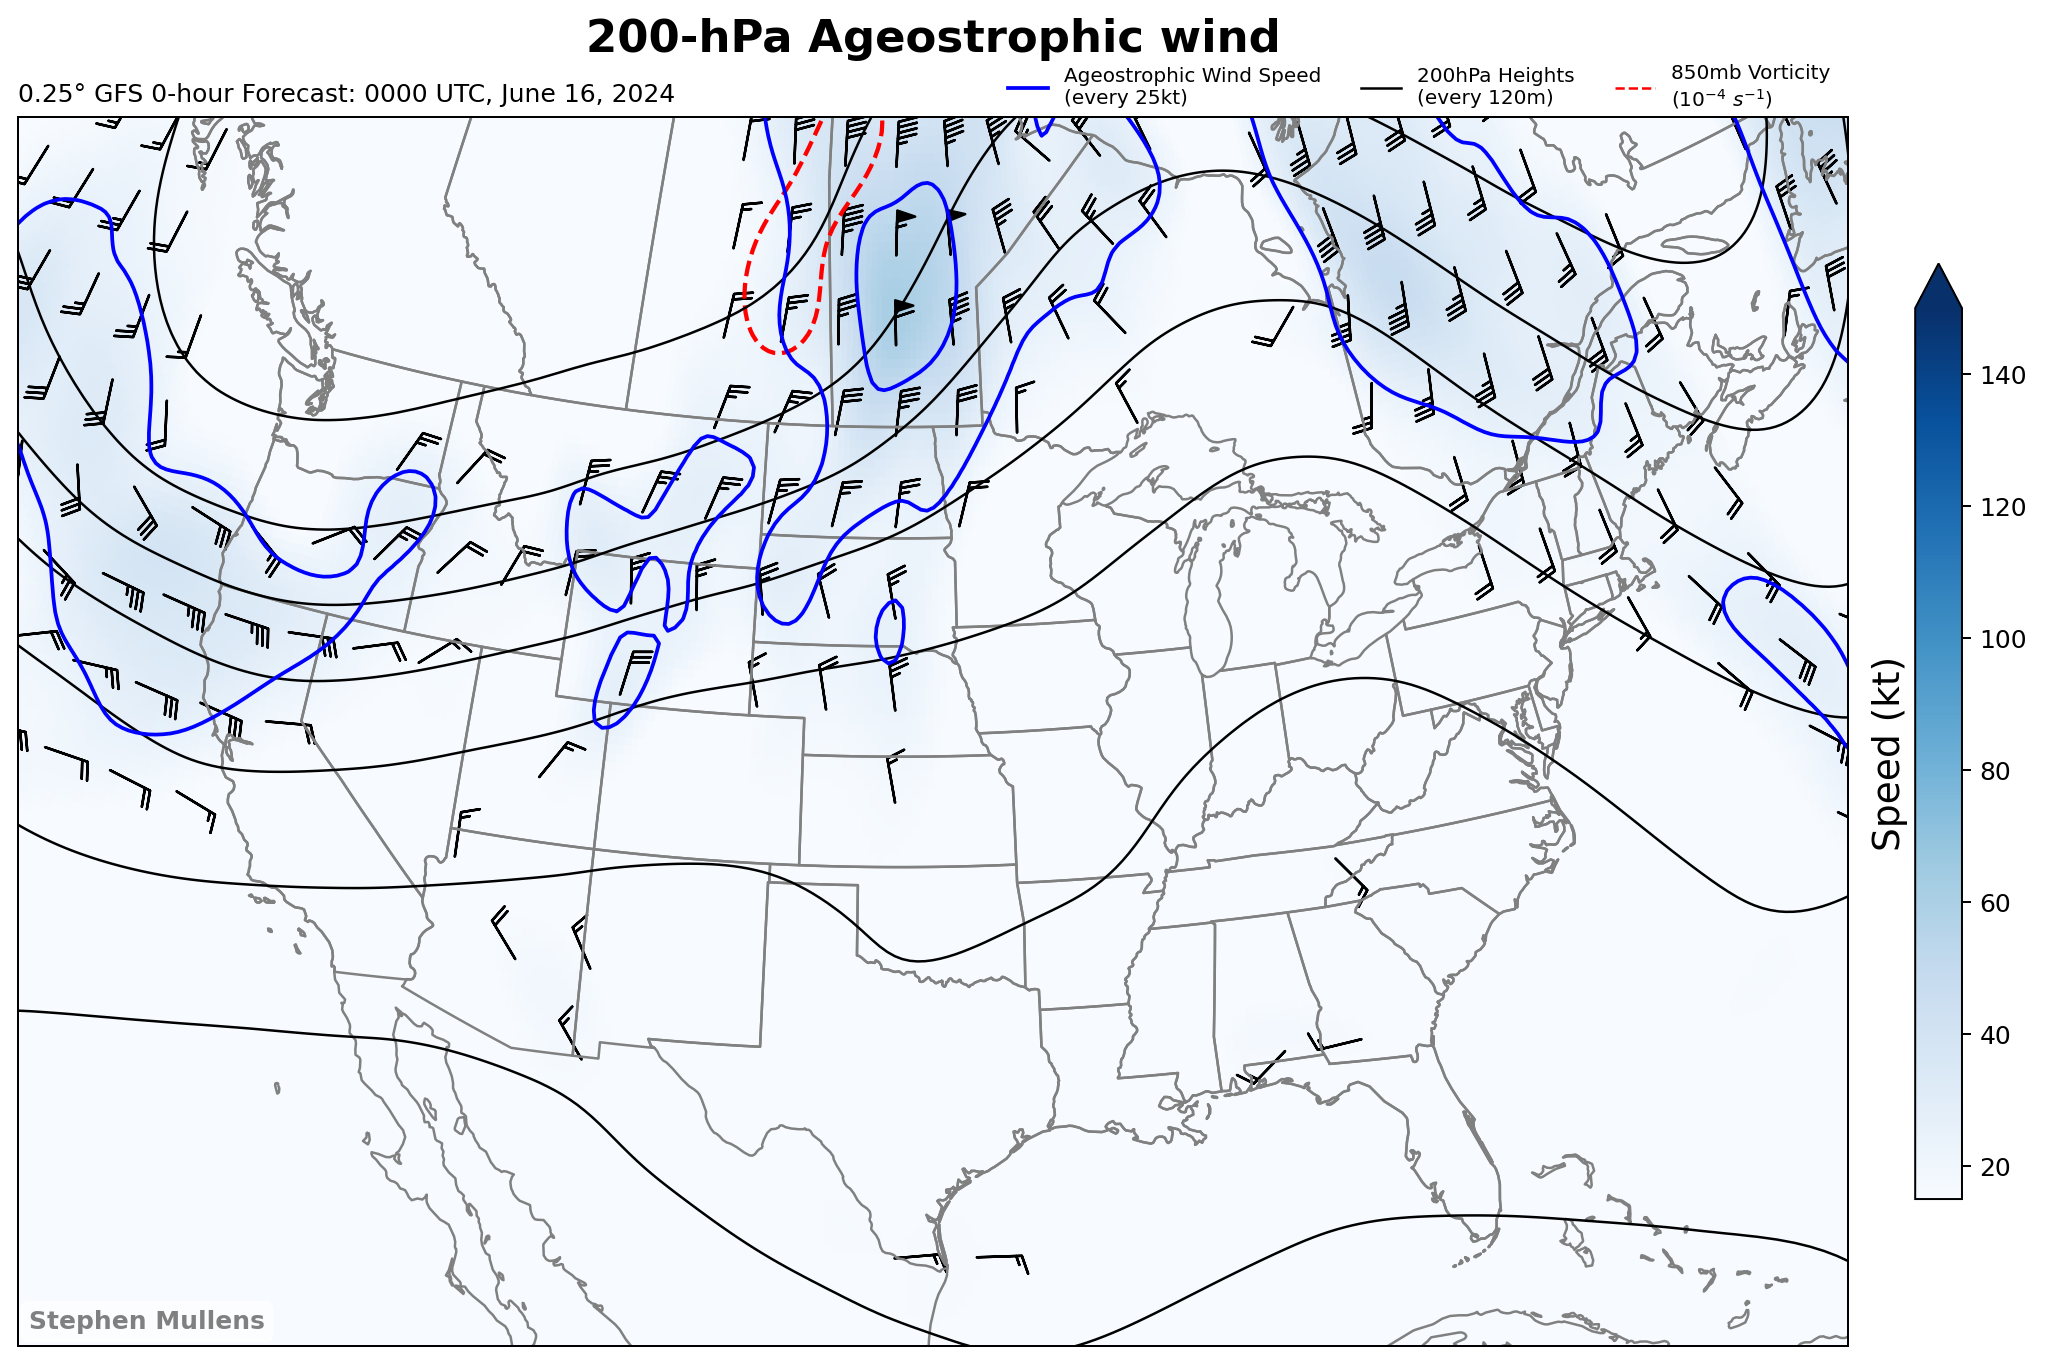 200-hPa Ageostrophic wind
0.25° GFS 0-hour Forecast: 0000 UTC, June 16, 2024
Ageostrophic Wind Speed
(every 25kt)
200hPa Heights
(every 120m)
850mb Vorticity
(10⁻⁴ s⁻¹)
140
120
100
80
60
40
20
Speed (kt)
Stephen Mullens